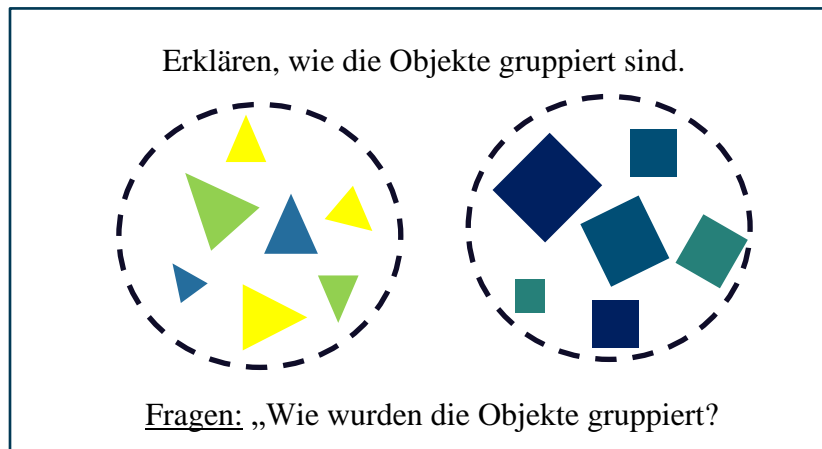 Erklären, wie die Objekte gruppiert sind.
Fragen: „Wie wurden die Objekte gruppiert?